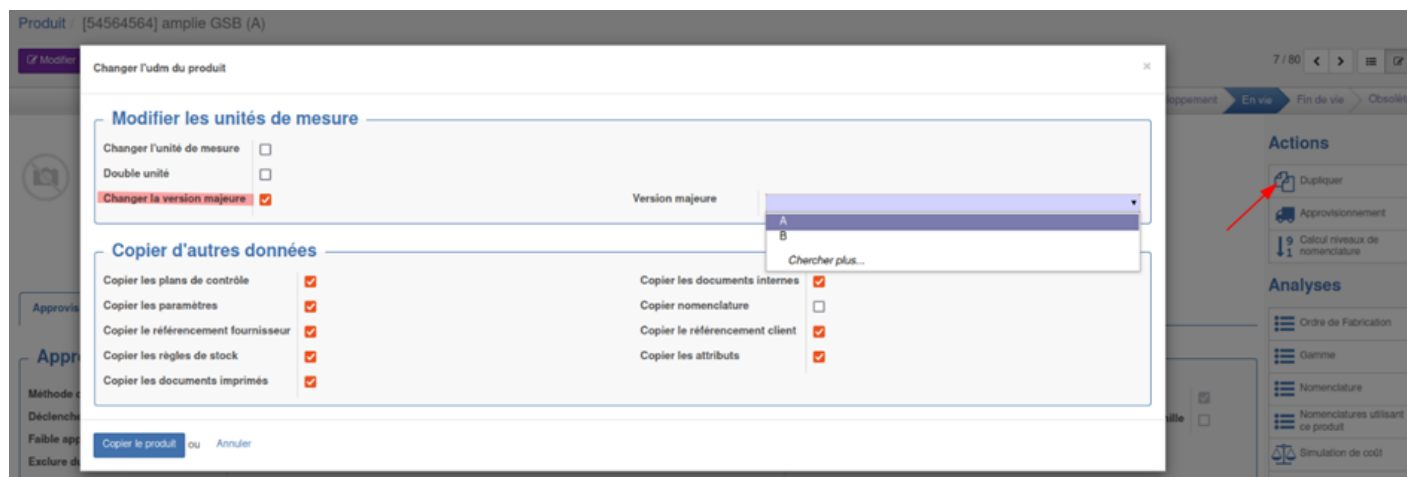 Produit / [54564564] amplie GSB (A)
Modifier
7 / 80
Changer l'udm du produit
×
loppement
En vie
Fin de vie
Obsolè
Modifier les unités de mesure
Changer l'unité de mesure
Double unité
Changer la version majeure
Version majeure
A
B
Chercher plus...
Copier d'autres données
Copier les plans de contrôle
Copier les documents internes
Copier les paramètres
Copier nomenclature
Copier le référencement fournisseur
Copier le référencement client
Copier les règles de stock
Copier les attributs
Copier les documents imprimés
Copier le produit ou Annuler
Actions
Dupliquer
Approvisionnement
Calcul niveaux de
nomenclature
Analyses
Ordre de Fabrication
Gamme
Nomenclature
Nomenclatures utilisant
ce produit
Simulation de coût
Approvis
Appr
Méthode d
Déclenche
Faible app
Exclure du
ille